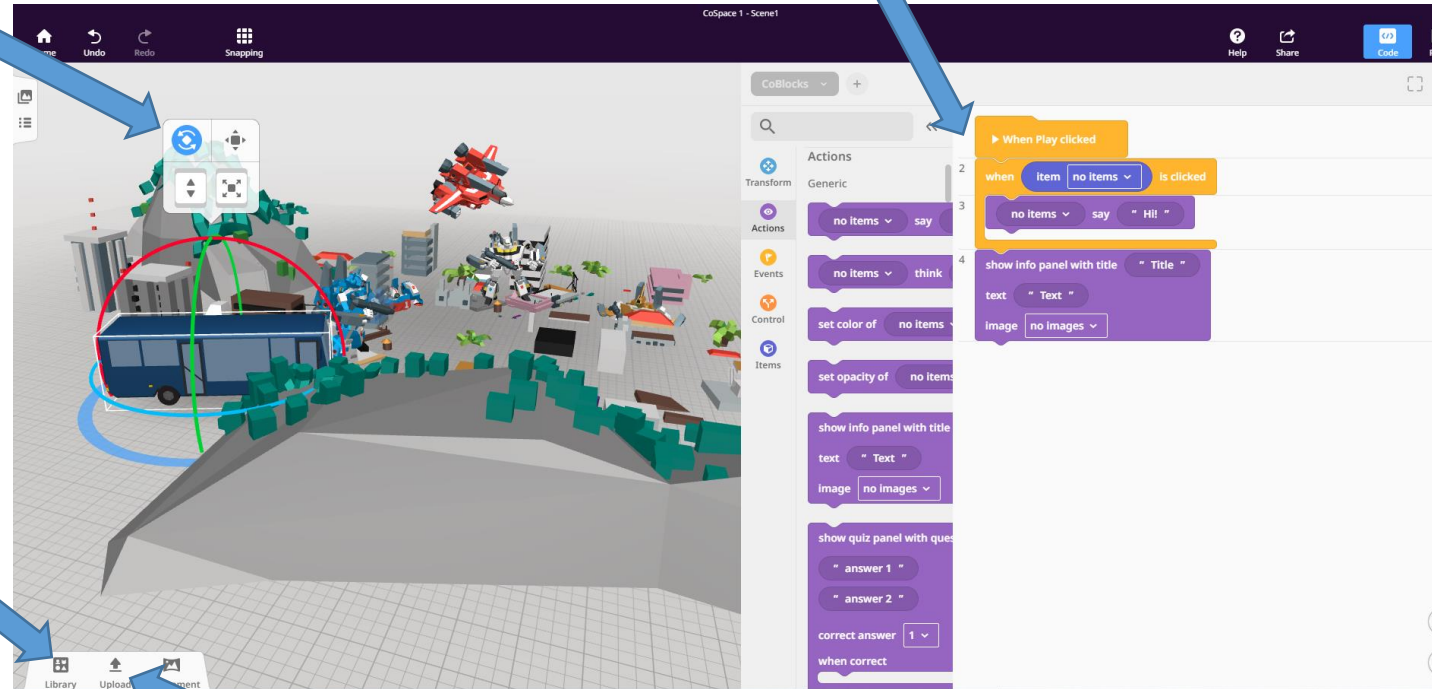 CoSpace 1 - Scene1
Undo
Redo
Snapping
Help
Share
Code
CoBlocks
+
Transform
Actions
Events
Control
Items
Actions
Generic
no items say
no items think
set color of no items
set opacity of no items
show info panel with title
text " Text "
image no images
show quiz panel with ques
" answer 1 "
" answer 2 "
correct answer 1
when correct
When Play clicked
2
when item no items is clicked
3
no items say " Hi! "
4
show info panel with title " Title "
text " Text "
image no images
Library
Upload